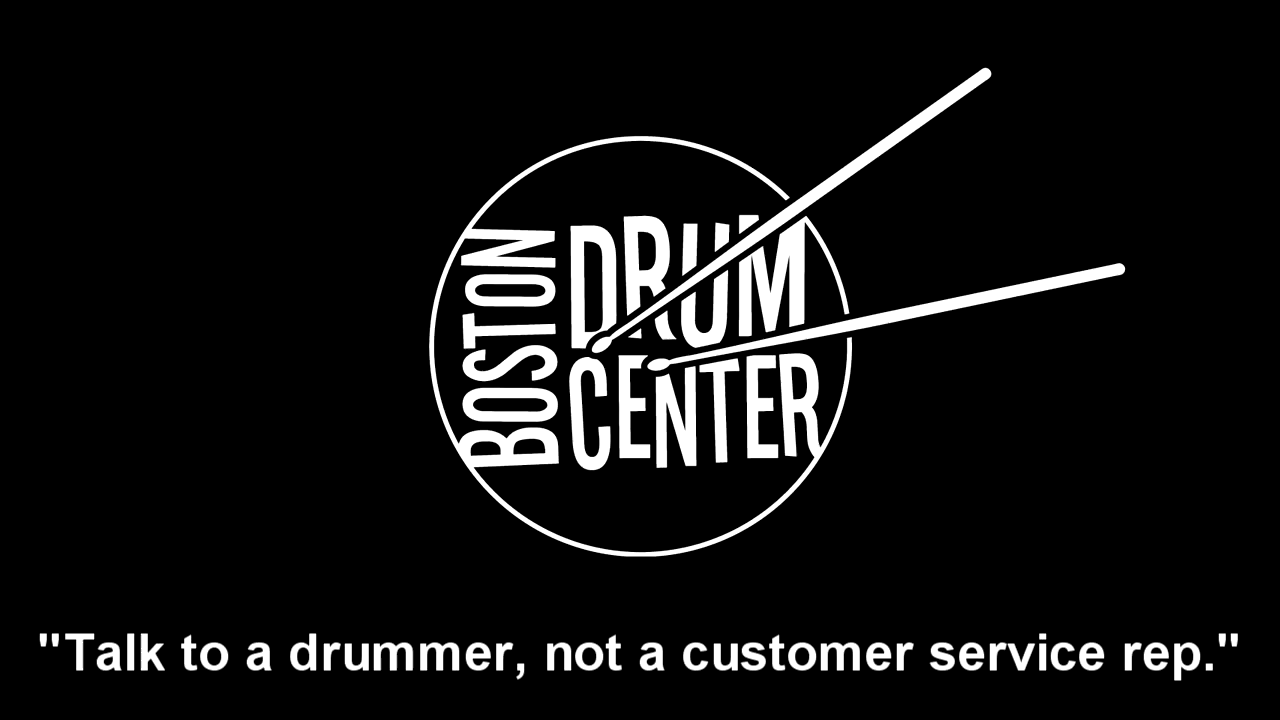 BOSTON
DRUM
CENTER
"Talk to a drummer, not a customer service rep."